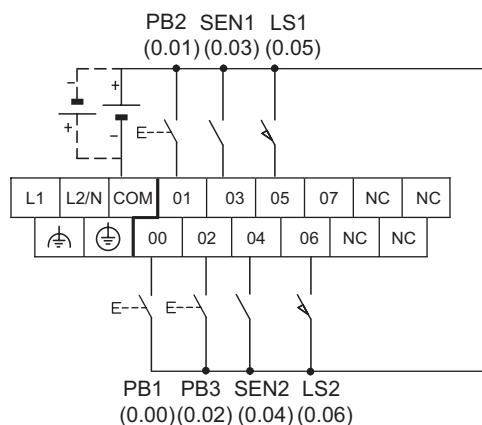 PB2 SEN1 LS1
(0.01) (0.03) (0.05)
- +
+ -
L1 L2/N COM 01 03 05 07 NC NC
00 02 04 06 NC NC
PB1 PB3 SEN2 LS2
(0.00) (0.02) (0.04) (0.06)